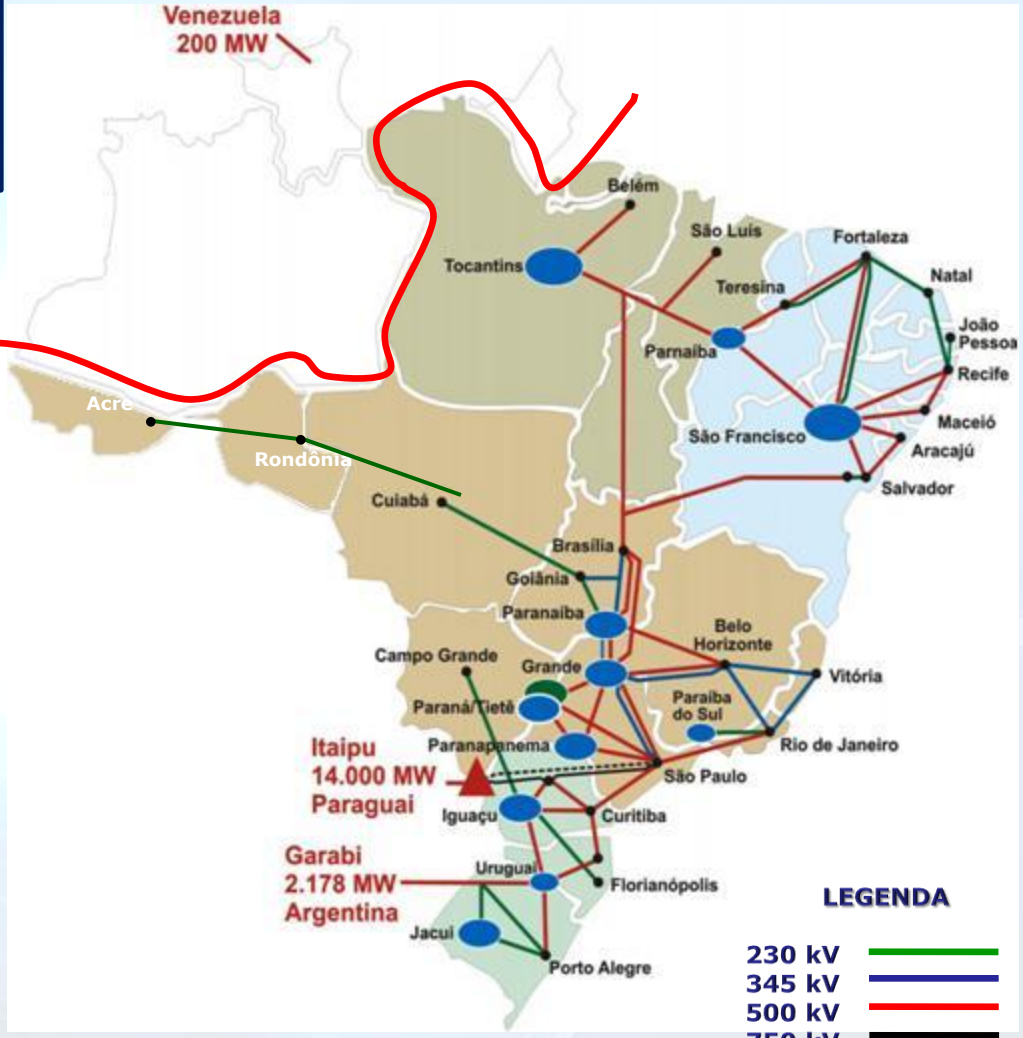 Venezuela
200 MW
Belém
São Luís
Fortaleza
Tocantins
Natal
Teresina
João
Pessoa
Parnaíba
Recife
Acre
Maceió
São Francisco
Aracajú
Rondônia
Salvador
Cuiabá
Brasília
Goiânia
Paranaíba
Belo
Horizonte
Campo Grande
Grande
Vitória
Paraíba
do Sul
Paraná/Tietê
Rio de Janeiro
Paranapanema
Itaipu
14.000 MW
Paraguai
São Paulo
Iguaçu
Curitiba
Garabi
2.178 MW
Argentina
Uruguai
Florianópolis
Jacui
Porto Alegre
LEGENDA
230 kV
345 kV
500 kV
750 kV